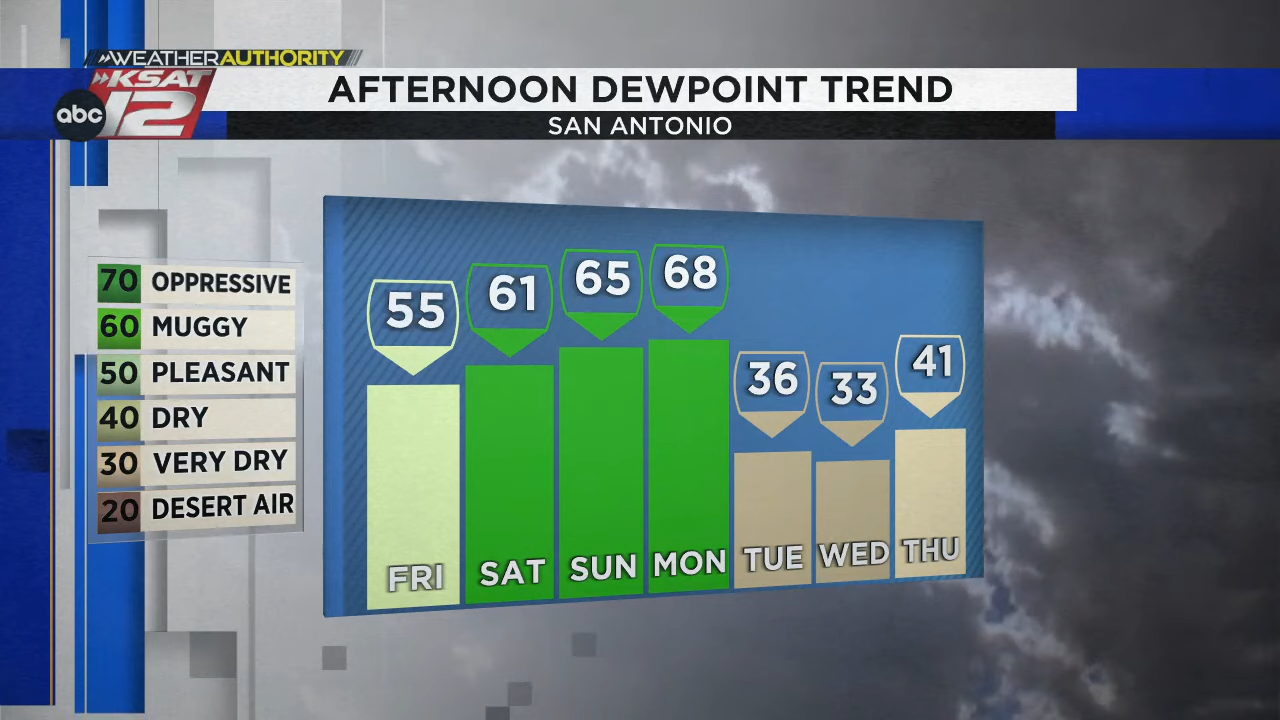 WEATHERAUTHORITY
KSAT
abc 12
AFTERNOON DEWPOINT TREND
SAN ANTONIO
70 OPPRESSIVE
60 MUGGY
50 PLEASANT
40 DRY
30 VERY DRY
20 DESERT AIR
55 61 65 68 36 33 41
FRI SAT SUN MON TUE WED THU